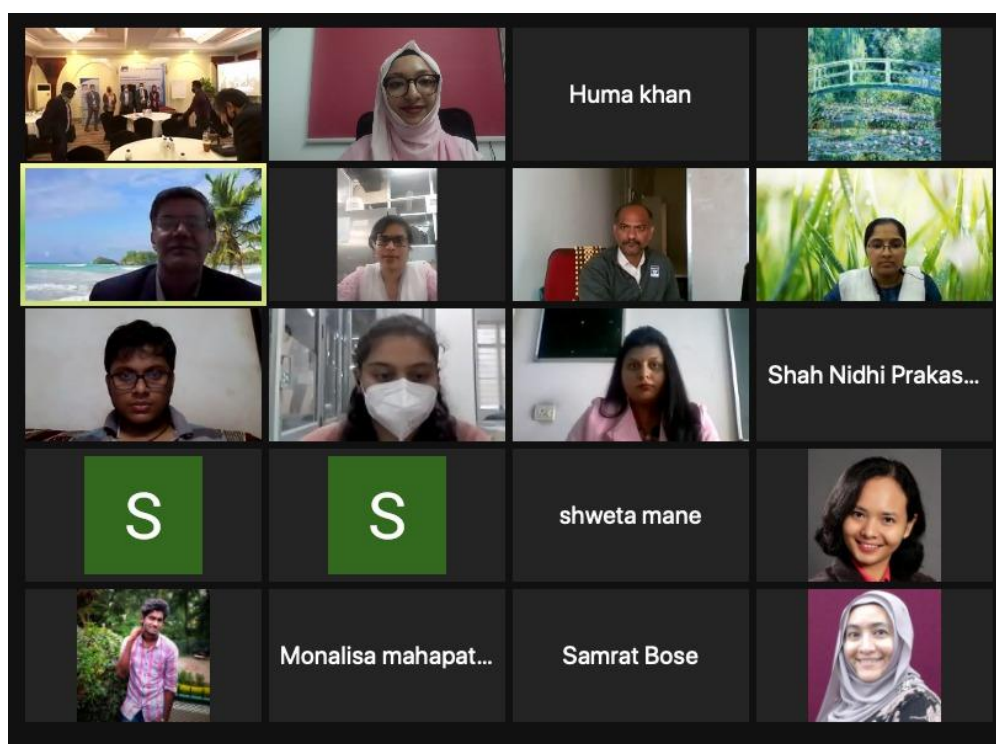 Huma khan
Shah Nidhi Prakas...
S
S
shweta mane
Monalisa mahapat...
Samrat Bose